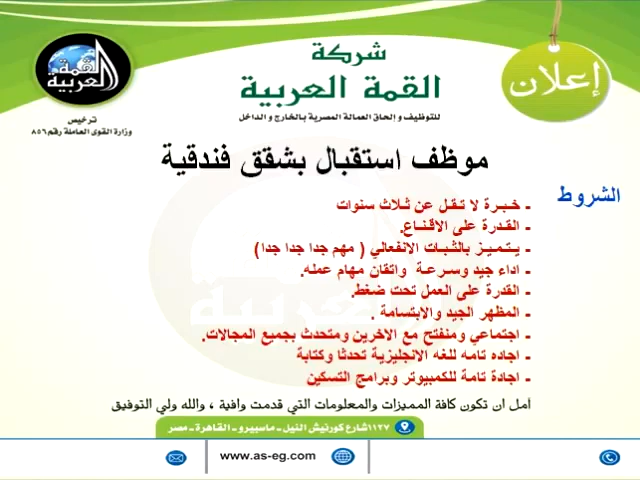 القمة
العربية
ترخيص
وزارة القوى العاملة رقم ٨٥٦
شركة
القمة العربية
للتوظيف و إلحاق العمالة المصرية بالخارج و الداخل
إعلان
موظف استقبال بشقق فندقية
الشروط
- خبرة لا تقل عن ثلاث سنوات
- القدرة على الاقناع.
- يتميز بالثبات الانفعالي ( مهم جدا جدا جدا)
- اداء جيد وسرعة واتقان مهام عمله.
- القدرة على العمل تحت ضغط.
- المظهر الجيد والابتسامة .
- اجتماعي ومنفتح مع الاخرين ومتحدث بجميع المجالات.
- اجاده تامه للغه الانجليزية تحدثا وكتابة
- اجادة تامة للكمبيوتر وبرامج التسكين
آمل ان تكون كافة المميزات والمعلومات التي قدمت وافية ، والله ولي التوفيق
١١٢٧شارع كورنيش النيل - ماسبيرو - القاهرة - مصر
www.as-eg.com